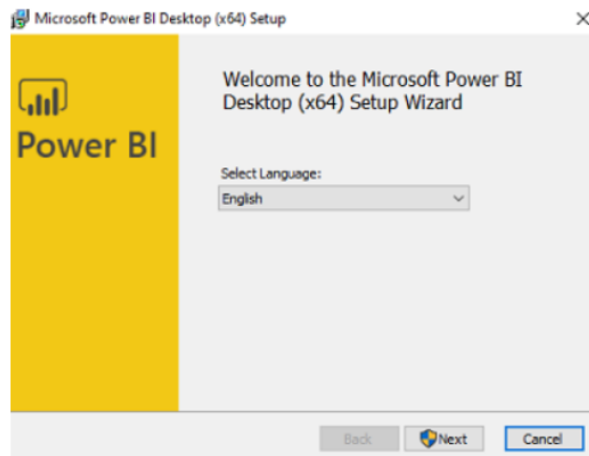 Microsoft Power BI Desktop (x64) Setup
Power BI
Welcome to the Microsoft Power BI
Desktop (x64) Setup Wizard
Select Language:
English
Back
Next
Cancel